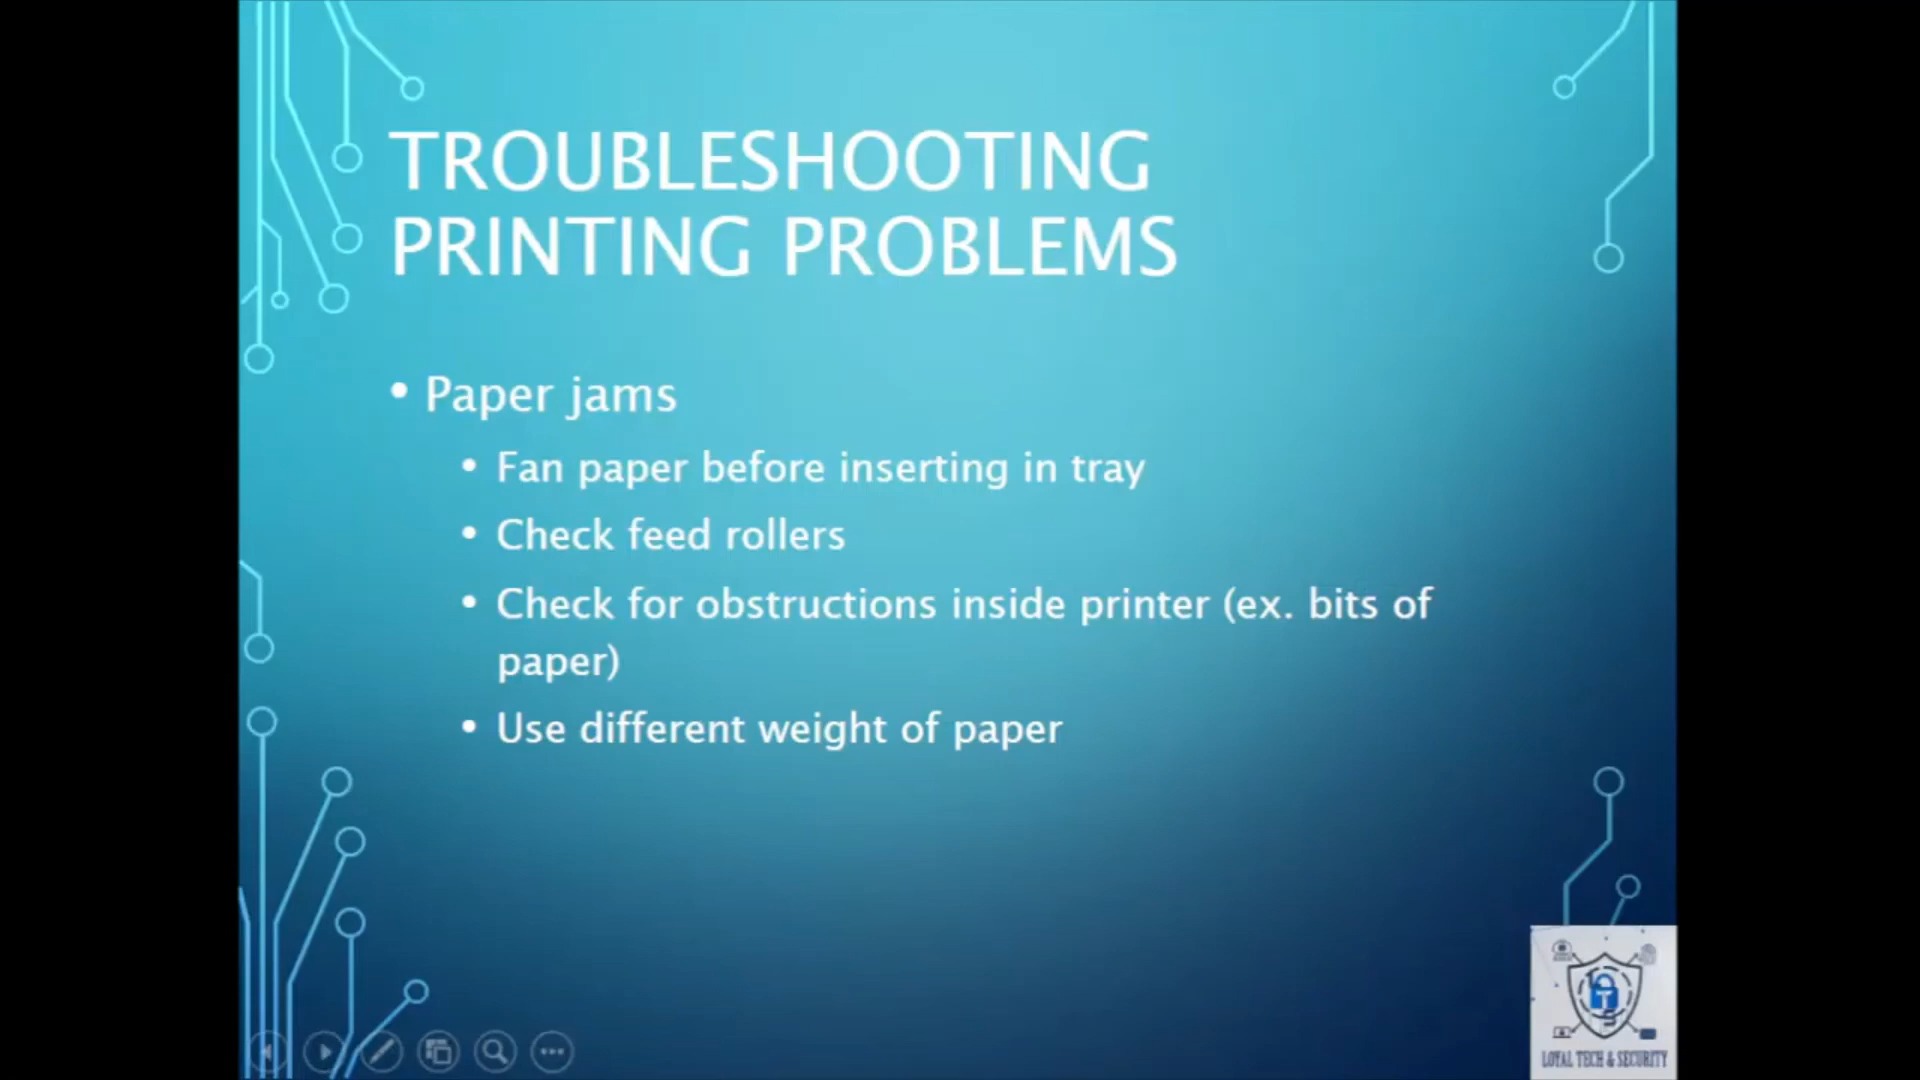 TROUBLESHOOTING
PRINTING PROBLEMS
• Paper jams
• Fan paper before inserting in tray
• Check feed rollers
• Check for obstructions inside printer (ex. bits of
paper)
• Use different weight of paper
LOYAL TECH & SECURITY